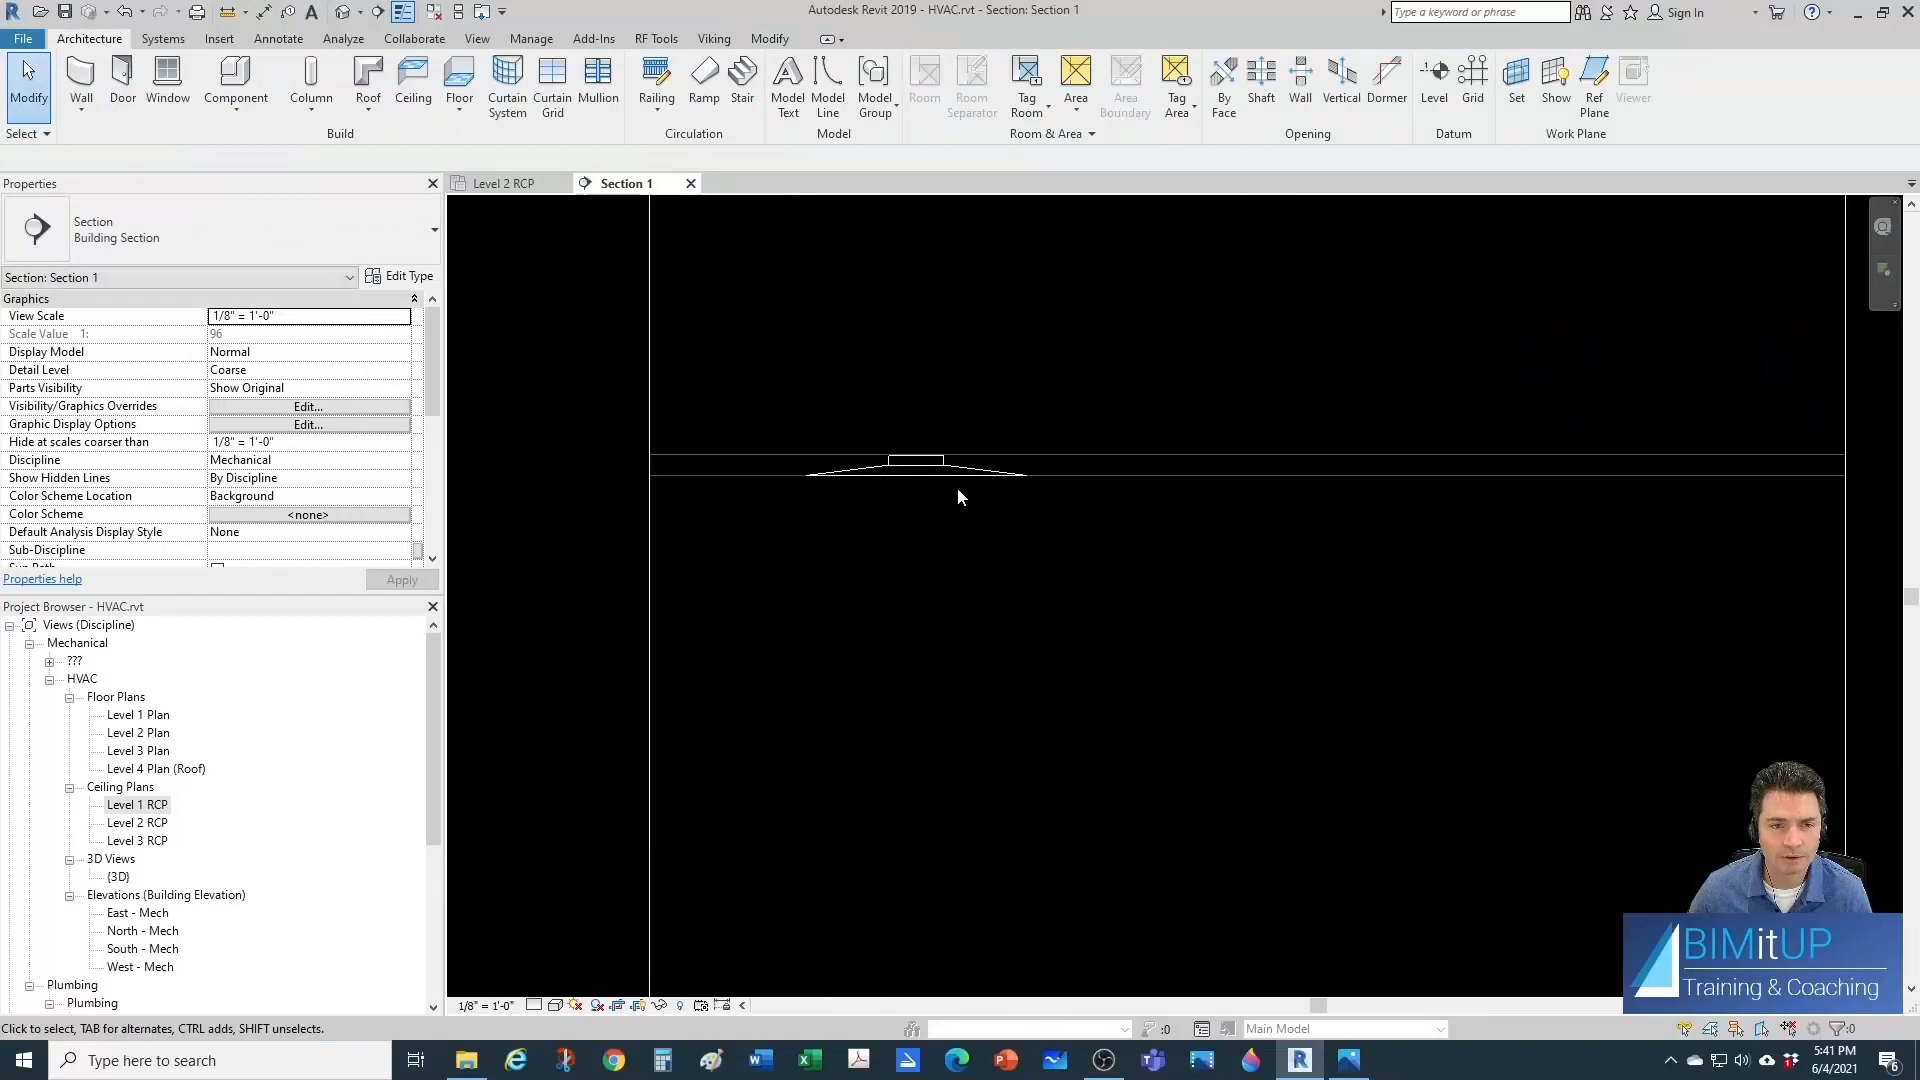 Autodesk Revit 2019 - HVAC.rvt - Section: Section 1
Type a keyword or phrase
Sign In
File Architecture Systems Insert Annotate Analyze Collaborate View Manage Add-Ins RF Tools Viking Modify
Modify Wall Door Window Component Column Roof Ceiling Floor Curtain System Curtain Grid Mullion Railing Ramp Stair Model Text Model Line Model Group Room Room Separator Tag Room Area Area Boundary Tag Area By Face Shaft Wall Vertical Dormer Level Grid Set Show Ref Plane Viewer
Select Build Circulation Model Room & Area Opening Datum Work Plane
Properties
Level 2 RCP
Section 1
Section
Building Section
Section: Section 1
Edit Type
Graphics
View Scale 1/8" = 1'-0"
Scale Value 1: 96
Display Model Normal
Detail Level Coarse
Parts Visibility Show Original
Visibility/Graphics Overrides Edit...
Graphic Display Options Edit...
Hide at scales coarser than 1/8" = 1'-0"
Discipline Mechanical
Show Hidden Lines By Discipline
Color Scheme Location Background
Color Scheme <none>
Default Analysis Display Style None
Sub-Discipline
Properties help
Apply
Project Browser - HVAC.rvt
Views (Discipline)
Mechanical
???
HVAC
Floor Plans
Level 1 Plan
Level 2 Plan
Level 3 Plan
Level 4 Plan (Roof)
Ceiling Plans
Level 1 RCP
Level 2 RCP
Level 3 RCP
3D Views
{3D}
Elevations (Building Elevation)
East - Mech
North - Mech
South - Mech
West - Mech
Plumbing
Plumbing
BIMitUP
Training & Coaching
1/8" = 1'-0"
Click to select, TAB for alternates, CTRL adds, SHIFT unselects.
:0
Main Model
:0
Type here to search
5:41 PM
6/4/2021
6